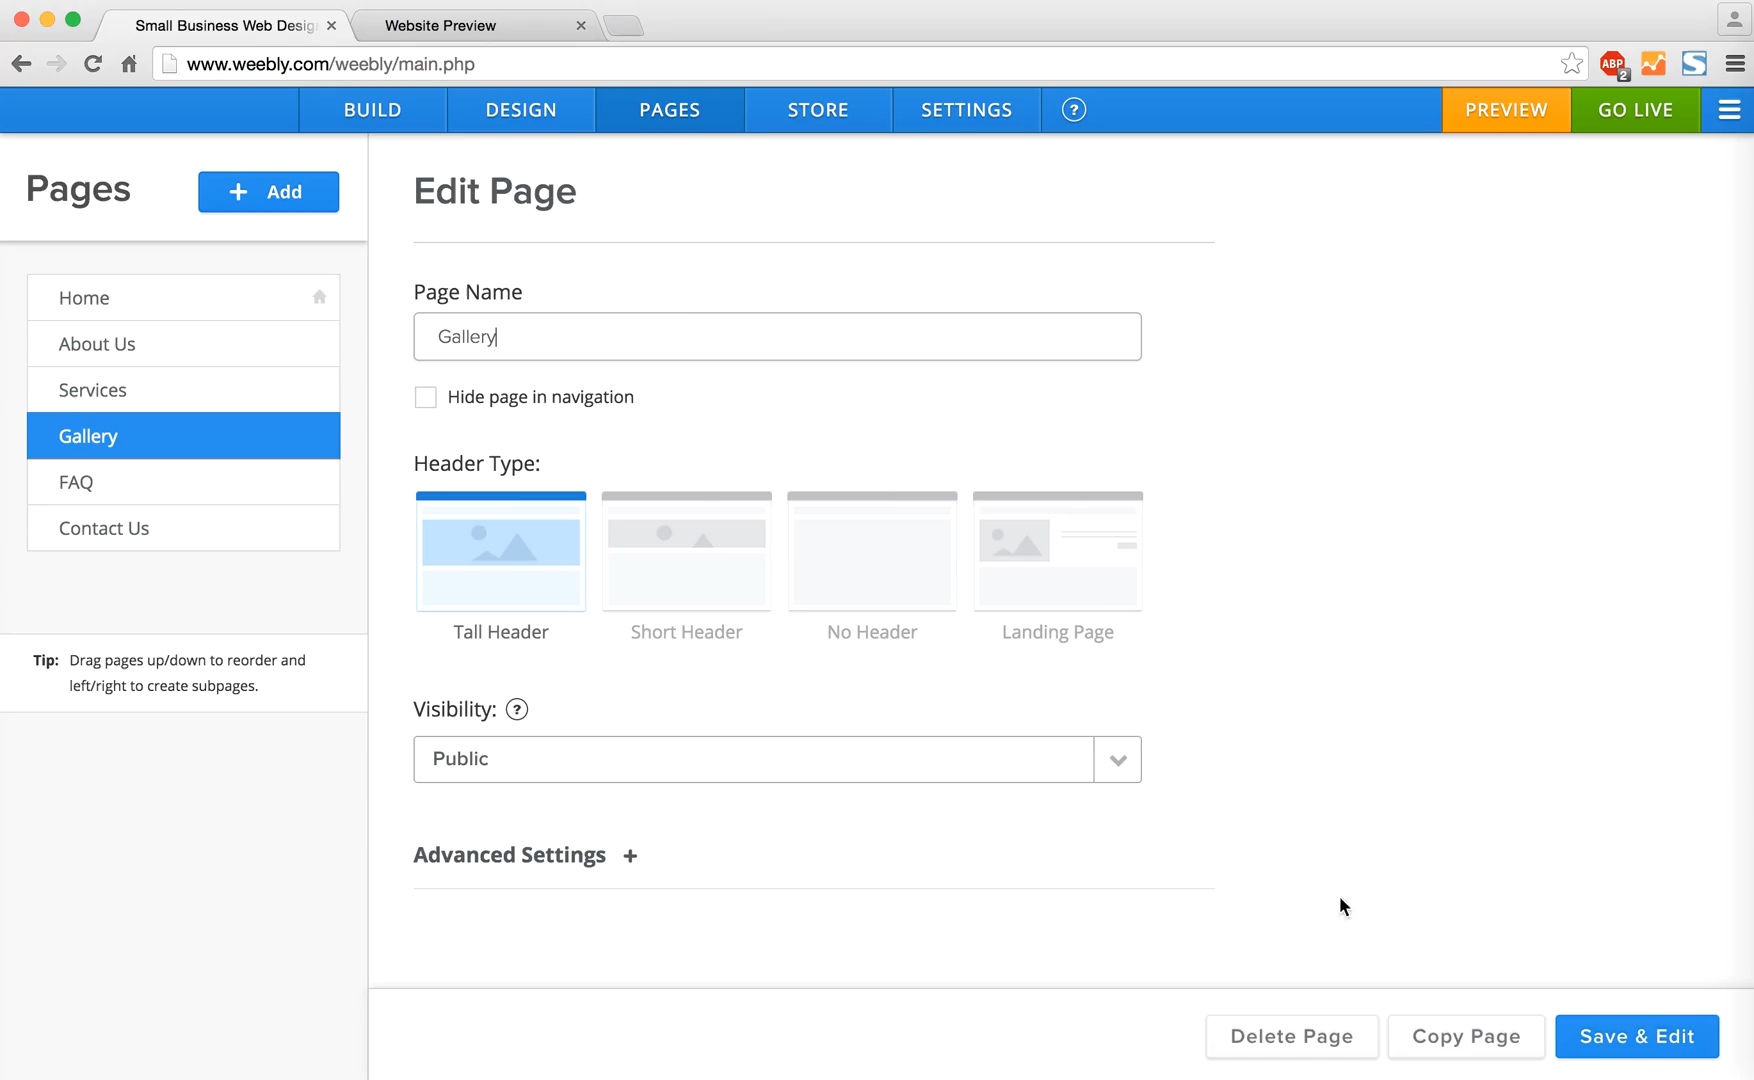 Small Business Web Desig
Website Preview
www.weebly.com/weebly/main.php
ABP
2
S
BUILD
DESIGN
PAGES
STORE
SETTINGS
?
PREVIEW
GO LIVE
Pages
+ Add
Edit Page
Home
About Us
Services
Gallery
FAQ
Contact Us
Tip: Drag pages up/down to reorder and
left/right to create subpages.
Page Name
Gallery
Hide page in navigation
Header Type:
Tall Header
Short Header
No Header
Landing Page
Visibility: ?
Public
Advanced Settings +
Delete Page
Copy Page
Save & Edit